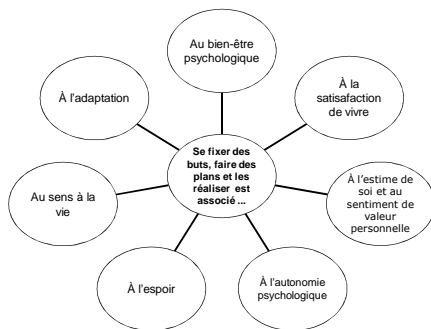 Au bien-être
psychologique
À la
satisafaction
de vivre
À l'estime de
soi et au
sentiment de
valeur
personnelle
À l'autonomie
psychologique
À l'espoir
Au sens à la
vie
À l'adaptation
Se fixer des
buts, faire des
plans et les
réaliser est
associé ...